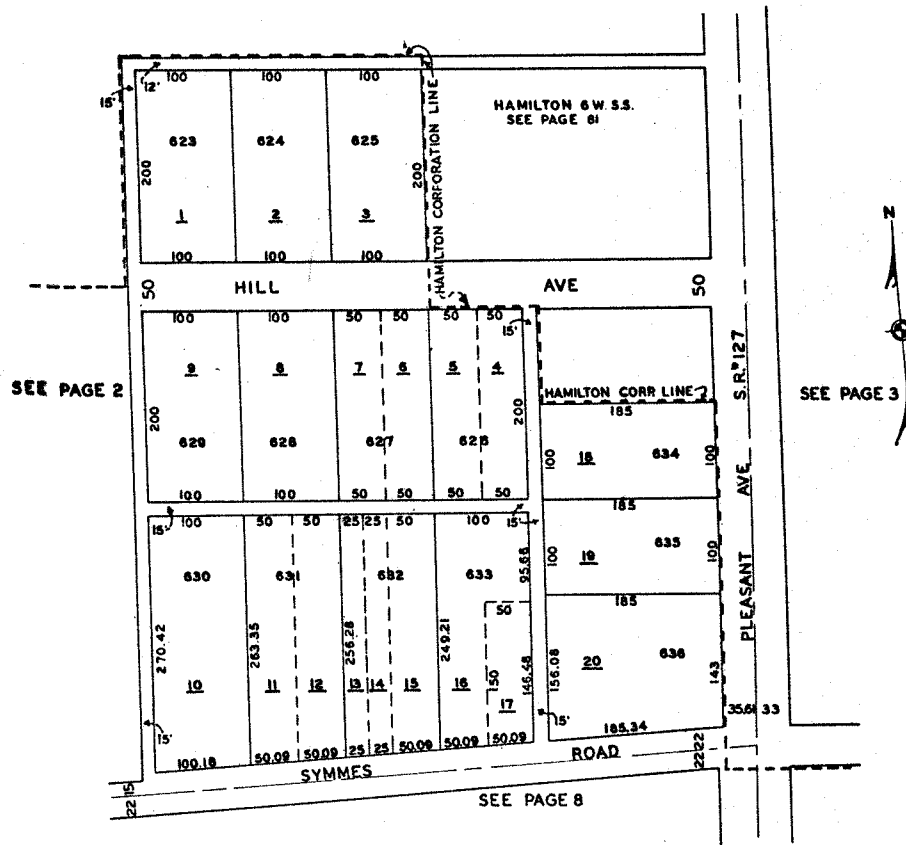 100 100 100
15' 12'
HAMILTON 6 W. S.S.
SEE PAGE 81
623 624 625
HAMILTON CORPORATION LINE
200 200
1 2 3
100 100 100
N
50 HILL AVE 50
100 100 50 50 50 50
15'
9 8 7 6 5 4
S.R. 127
SEE PAGE 2
HAMILTON CORR LINE
SEE PAGE 3
185
200 200
629 628 627 626
100 18 634 100
100 100 50 50 50 50
185
15' 100 50 50 25 25 50 100 15'
PLEASANT AVE
630 631 632 633
95.66
100 19 635 100
50
185
270.42 263.35 256.28 249.21
10 11 12 13 14 15 16 150 146.48
17
156.08 20 636 143
35.61 33
15' 15'
100.18 50.09 50.09 25 25 50.09 50.09 50.09
185.34
SYMMES ROAD
22 22
22 15
SEE PAGE 8